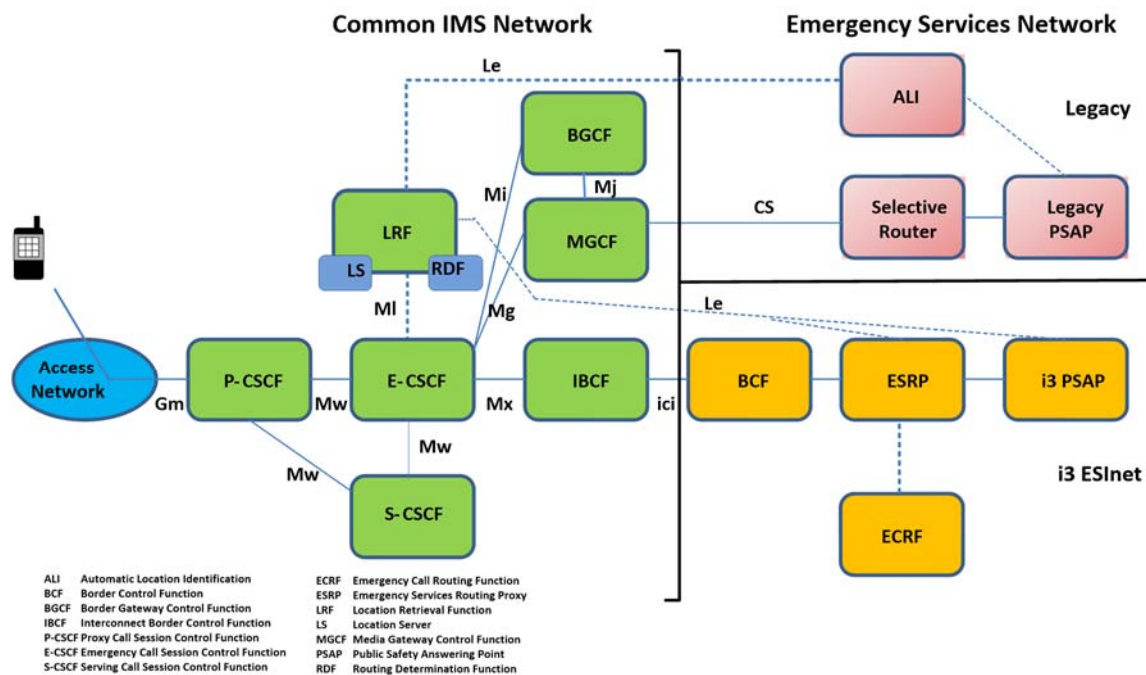 Common IMS Network
Emergency Services Network
Le
ALI
Legacy
BGCF
Mi
Mj
CS
LRF
MGCF
Selective
Router
Legacy
PSAP
LS
RDF
Ml
Mg
Le
Access
Network
P-CSCF
E-CSCF
IBCF
BCF
ESRP
i3 PSAP
Gm
Mw
Mx
ici
Mw
Mw
i3 ESInet
S-CSCF
ECRF
ALI Automatic Location Identification
BCF Border Control Function
BGCF Border Gateway Control Function
IBCF Interconnect Border Control Function
P-CSCF Proxy Call Session Control Function
E-CSCF Emergency Call Session Control Function
S-CSCF Serving Call Session Control Function
ECRF Emergency Call Routing Function
ESRP Emergency Services Routing Proxy
LRF Location Retrieval Function
LS Location Server
MGCF Media Gateway Control Function
PSAP Public Safety Answering Point
RDF Routing Determination Function